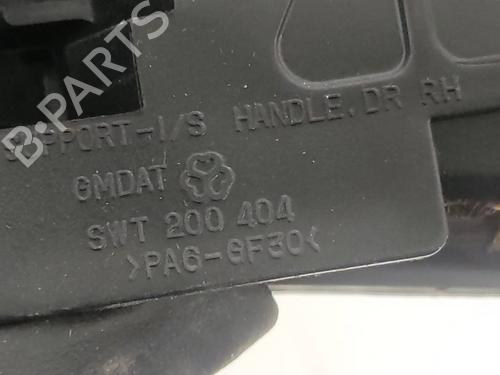 SUPPORT-I/S HANDLE.DR RH
GMDAT
SWT 200 404
>PA6-GF30<
B-PARTS